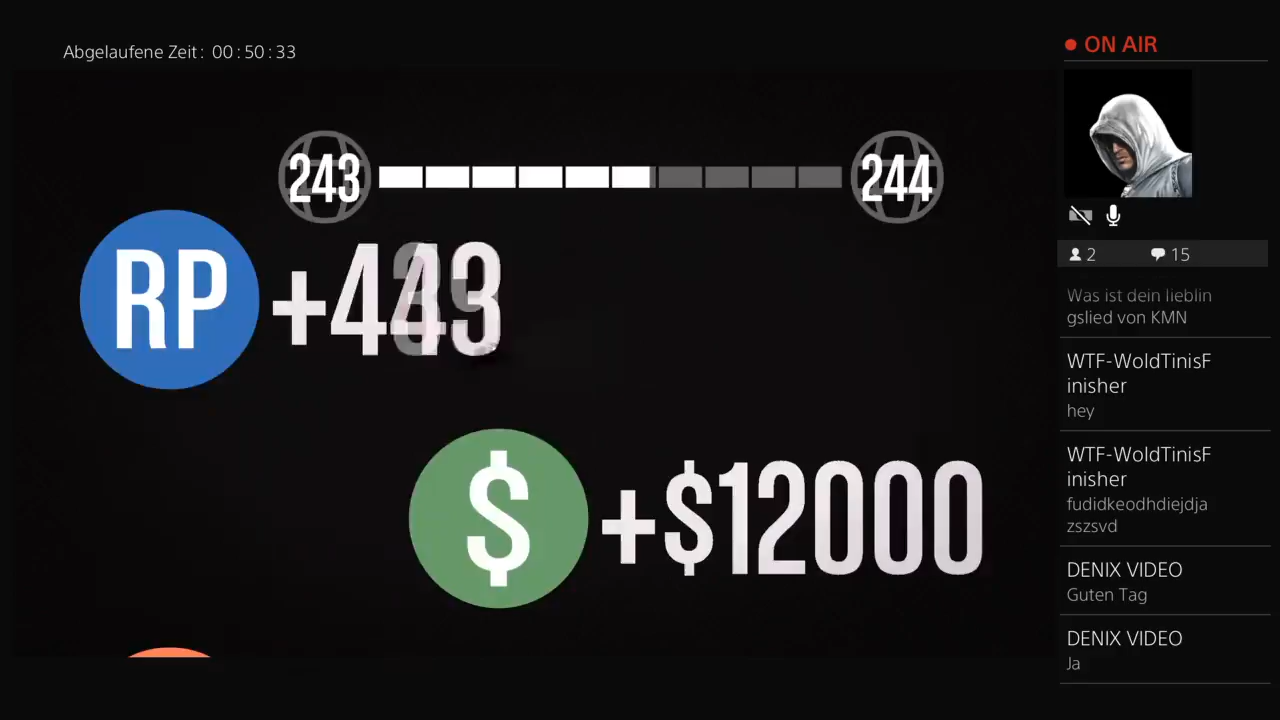 Abgelaufene Zeit: 00:50:33
ON AIR
243
244
RP
$
+$12000
2
15
Was ist dein lieblin
gslied von KMN
WTF-WoldTinisF
inisher
hey
WTF-WoldTinisF
inisher
fudidkeodhdiejdja
zszsvd
DENIX VIDEO
Guten Tag
DENIX VIDEO
Ja